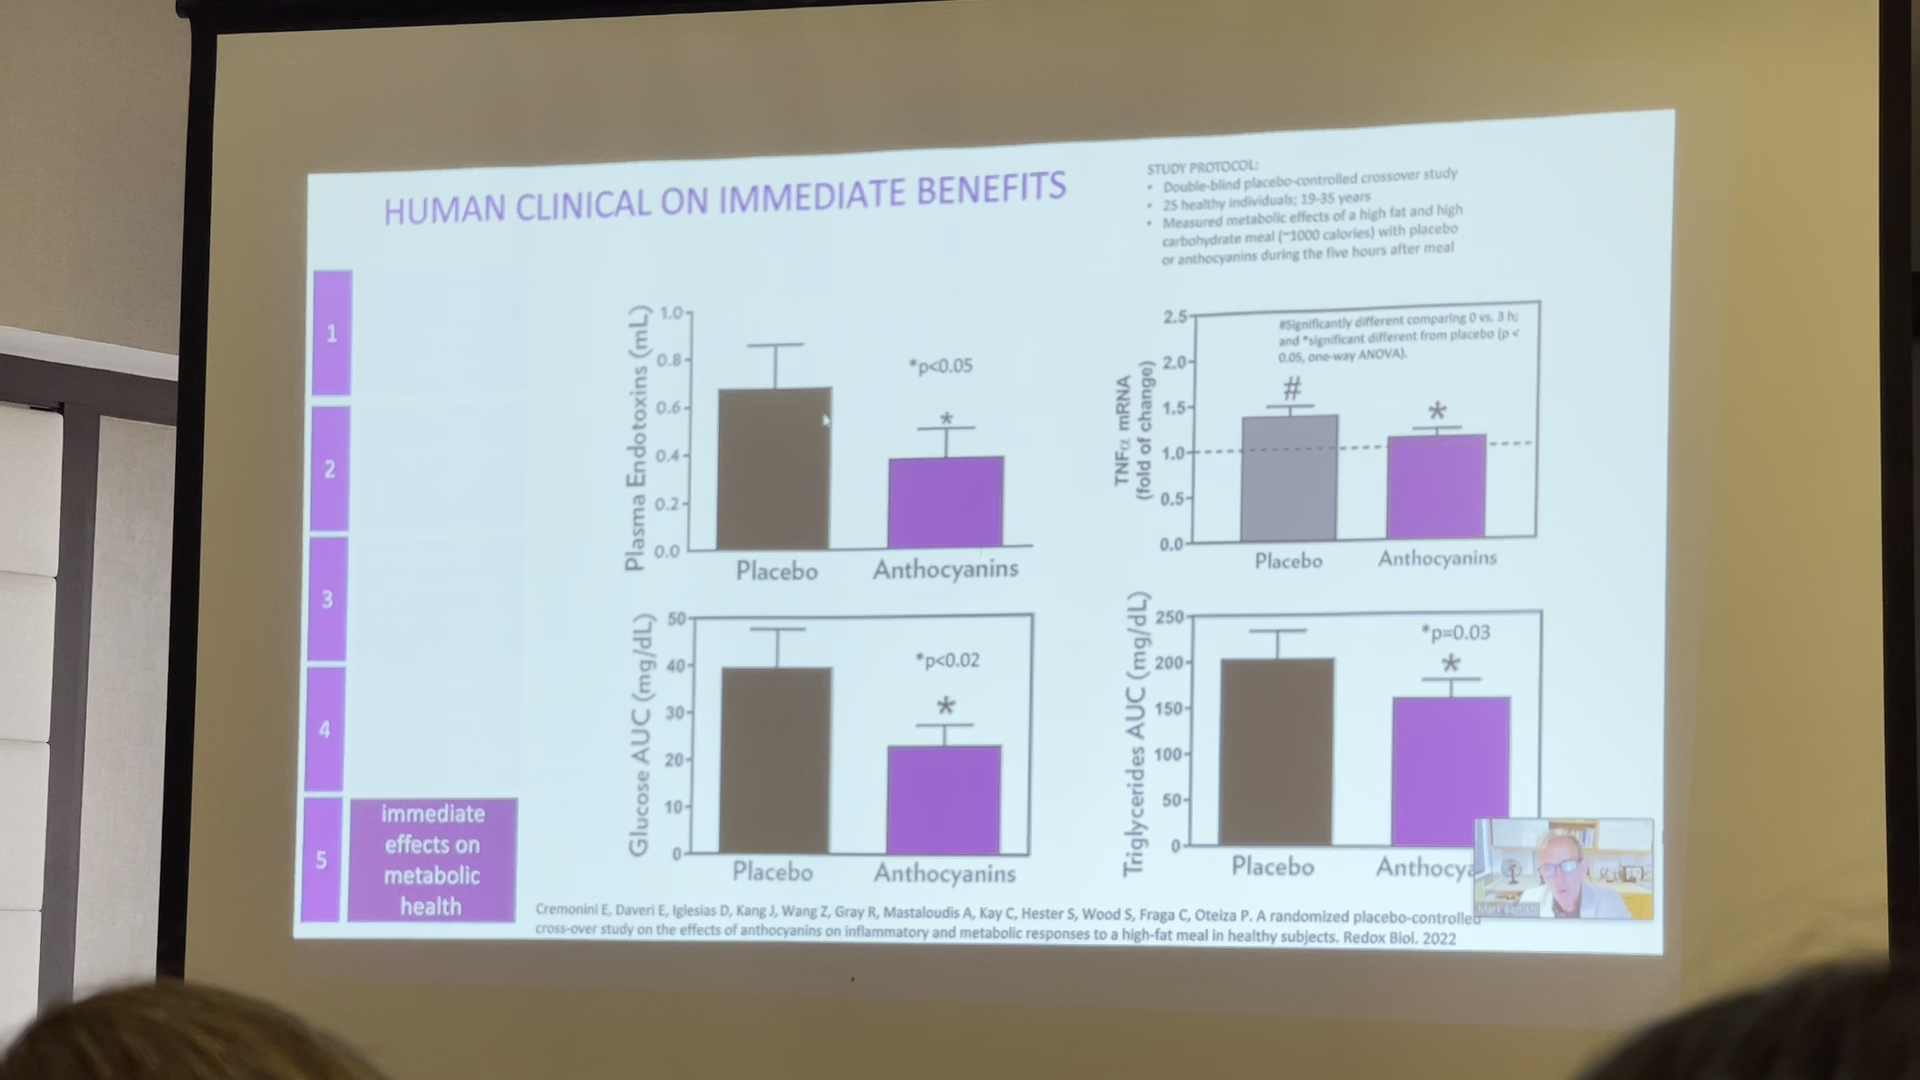 HUMAN CLINICAL ON IMMEDIATE BENEFITS
STUDY PROTOCOL:
• Double-blind placebo-controlled crossover study
• 25 healthy individuals; 19-35 years
• Measured metabolic effects of a high fat and high
carbohydrate meal (~1000 calories) with placebo
or anthocyanins during the five hours after meal
1
2
3
4
5
immediate
effects on
metabolic
health
Plasma Endotoxins (mL)
1.0
0.8
0.6
0.4
0.2
0.0
*p<0.05
*
Placebo
Anthocyanins
TNFα mRNA
(fold of change)
2.5
2.0
1.5
1.0
0.5
0.0
#Significantly different comparing 0 vs. 3 h;
and *significant different from placebo (p <
0.05, one-way ANOVA).
#
*
Placebo
Anthocyanins
Glucose AUC (mg/dL)
50
40
30
20
10
0
*p<0.02
*
Placebo
Anthocyanins
Triglycerides AUC (mg/dL)
250
200
150
100
50
0
*p=0.03
*
Placebo
Anthocya
Cremonini E, Daveri E, Iglesias D, Kang J, Wang Z, Gray R, Mastaloudis A, Kay C, Hester S, Wood S, Fraga C, Oteiza P. A randomized placebo-controlled
cross-over study on the effects of anthocyanins on inflammatory and metabolic responses to a high-fat meal in healthy subjects. Redox Biol. 2022